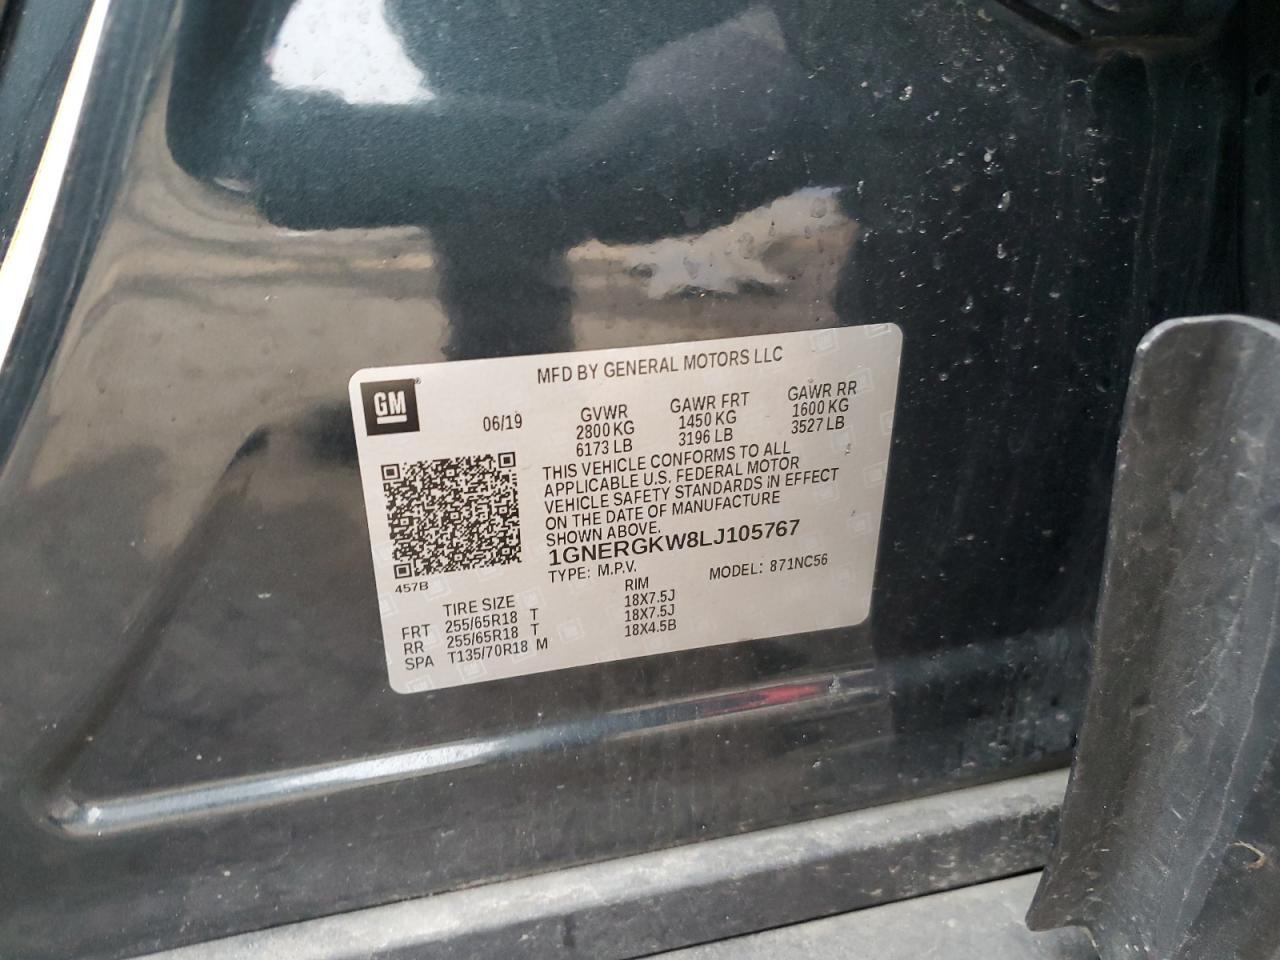 MFD BY GENERAL MOTORS LLC
GM
06/19
GVWR GAWR FRT GAWR RR
2800 KG 1450 KG 1600 KG
6173 LB 3196 LB 3527 LB
THIS VEHICLE CONFORMS TO ALL
APPLICABLE U.S. FEDERAL MOTOR
VEHICLE SAFETY STANDARDS IN EFFECT
ON THE DATE OF MANUFACTURE
SHOWN ABOVE.
1GNERGKW8LJ105767
457B
TYPE: M.P.V. MODEL: 871NC56
TIRE SIZE RIM
FRT 255/65R18 T 18X7.5J
RR 255/65R18 T 18X7.5J
SPA T135/70R18 M 18X4.5B